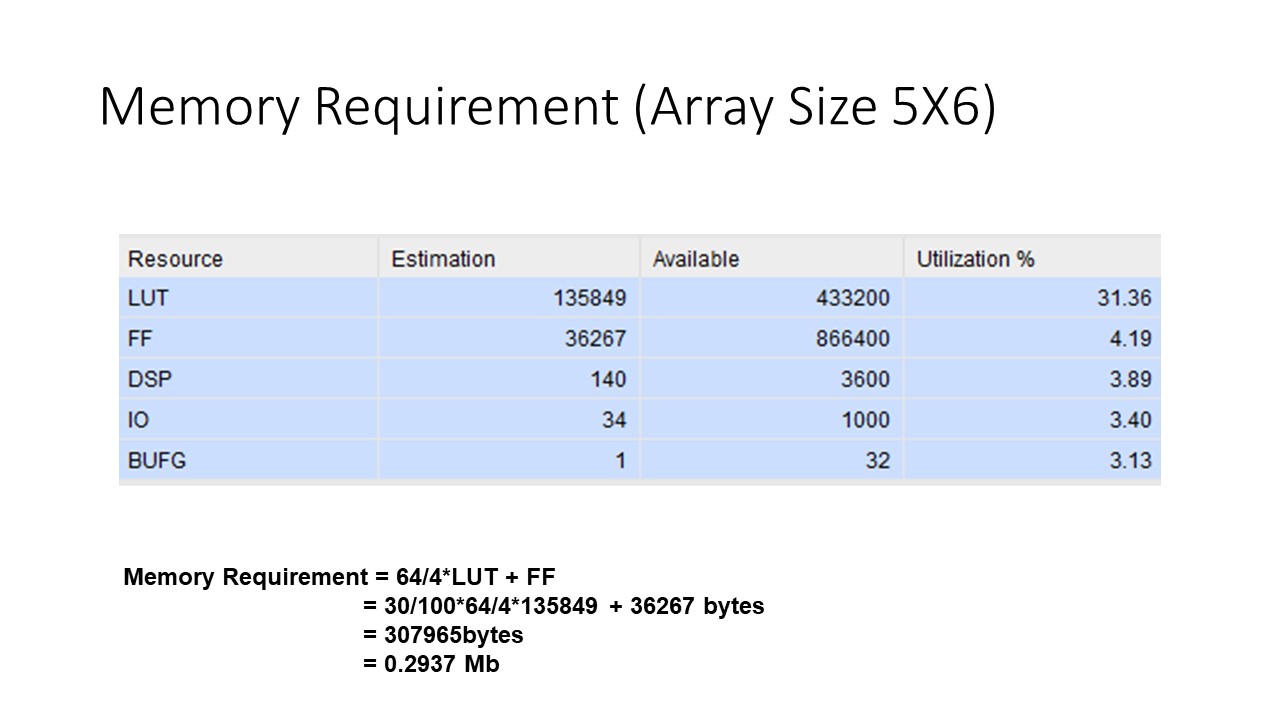 Memory Requirement (Array Size 5X6)
Resource Estimation Available Utilization %
LUT 135849 433200 31.36
FF 36267 866400 4.19
DSP 140 3600 3.89
IO 34 1000 3.40
BUFG 1 32 3.13
Memory Requirement = 64/4*LUT + FF
= 30/100*64/4*135849 + 36267 bytes
= 307965bytes
= 0.2937 Mb